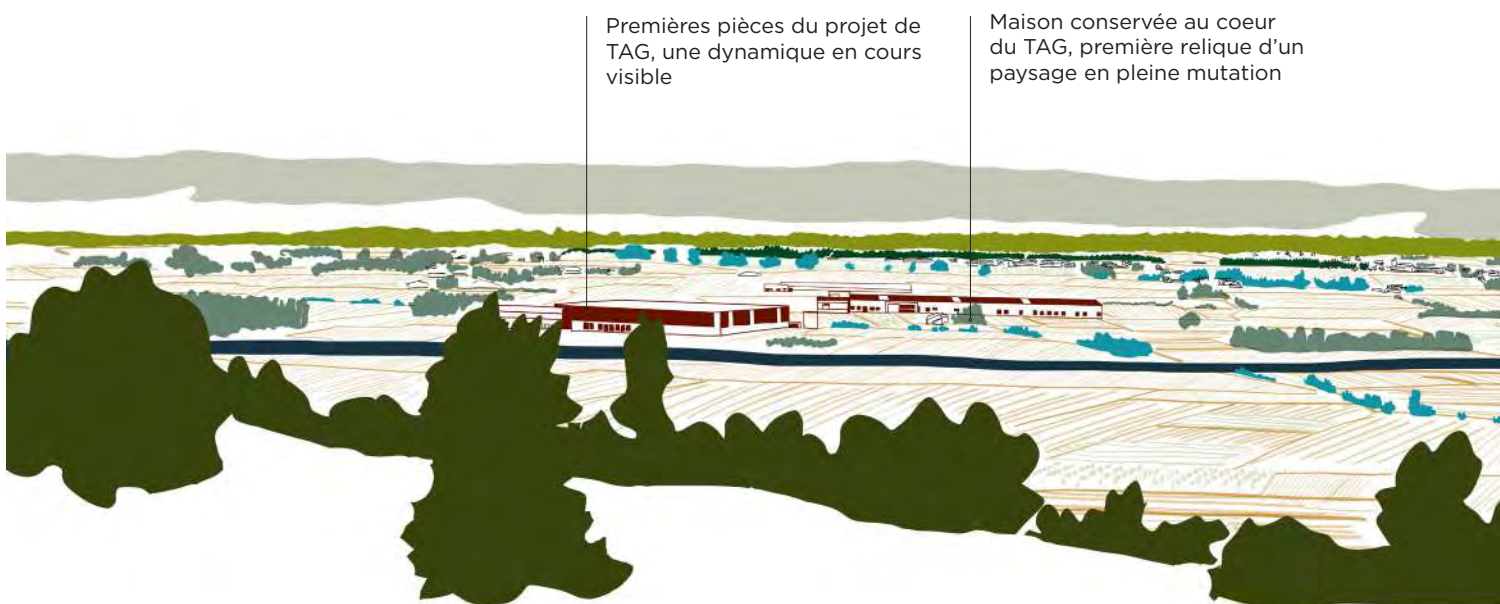 Premières pièces du projet de
TAG, une dynamique en cours
visible
Maison conservée au coeur
du TAG, première relique d'un
paysage en pleine mutation